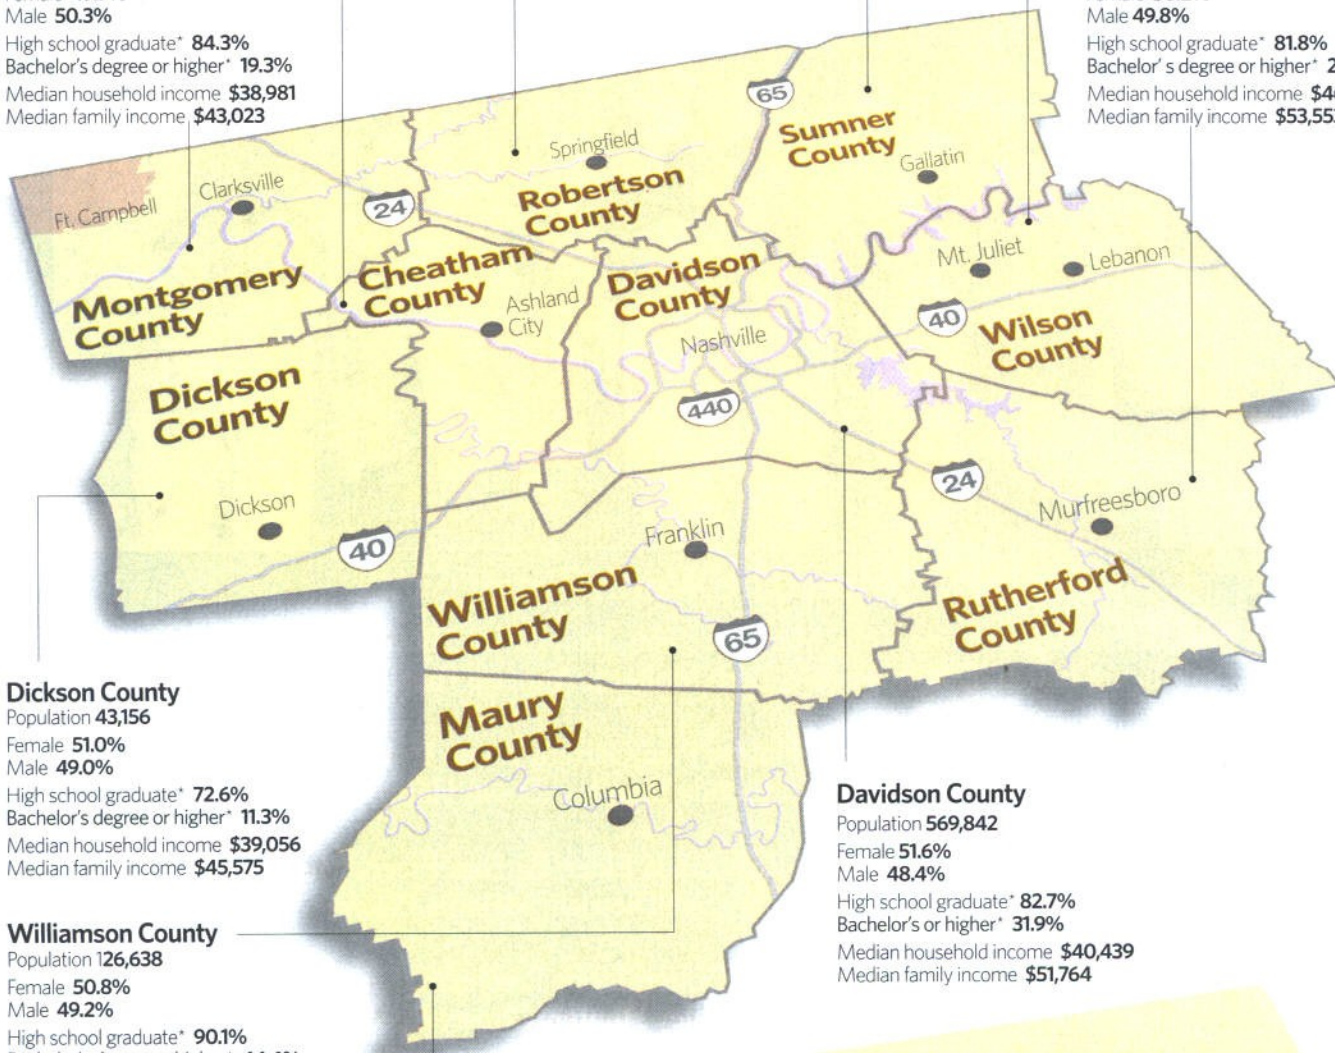 Male 50.3%
High school graduate* 84.3%
Bachelor's degree or higher* 19.3%
Median household income $38,981
Median family income $43,023
Male 49.8%
High school graduate* 81.8%
Bachelor' s degree or higher*
Median household income
Median family income
65
Sumner
County
Gallatin
Springfield
Robertson
County
Clarksville
Ft. Campbell
24
Montgomery
County
Cheatham
County
Ashland
City
Davidson
County
Nashville
440
Mt. Juliet
Lebanon
40
Wilson
County
Dickson
County
Dickson
40
24
Murfreesboro
Rutherford
County
Franklin
Williamson
County
65
Maury
County
Columbia
Dickson County
Population 43,156
Female 51.0%
Male 49.0%
High school graduate* 72.6%
Bachelor's degree or higher* 11.3%
Median household income $39,056
Median family income $45,575
Williamson County
Population 126,638
Female 50.8%
Male 49.2%
High school graduate* 90.1%
Davidson County
Population 569,842
Female 51.6%
Male 48.4%
High school graduate* 82.7%
Bachelor's or higher* 31.9%
Median household income $40,439
Median family income $51,764